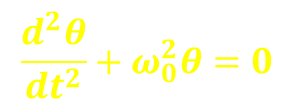 d²θ/dt² + ω₀²θ = 0